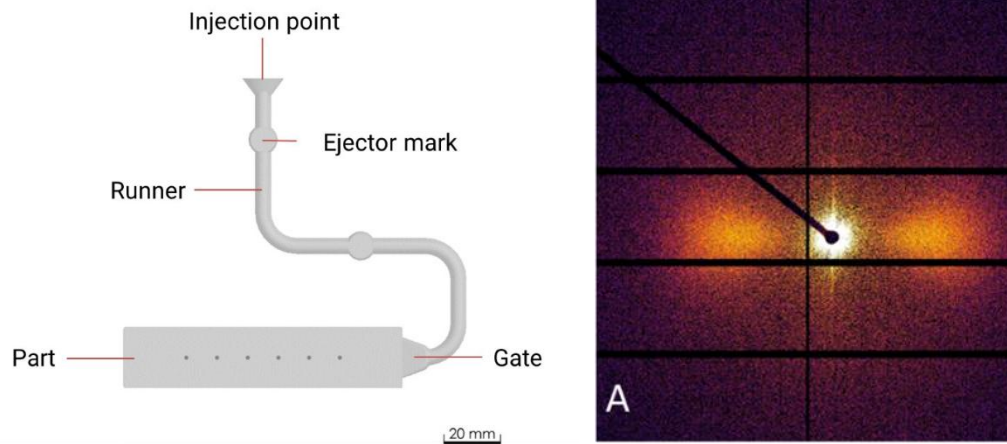 Injection point
Ejector mark
Runner
Part
Gate
20 mm
A